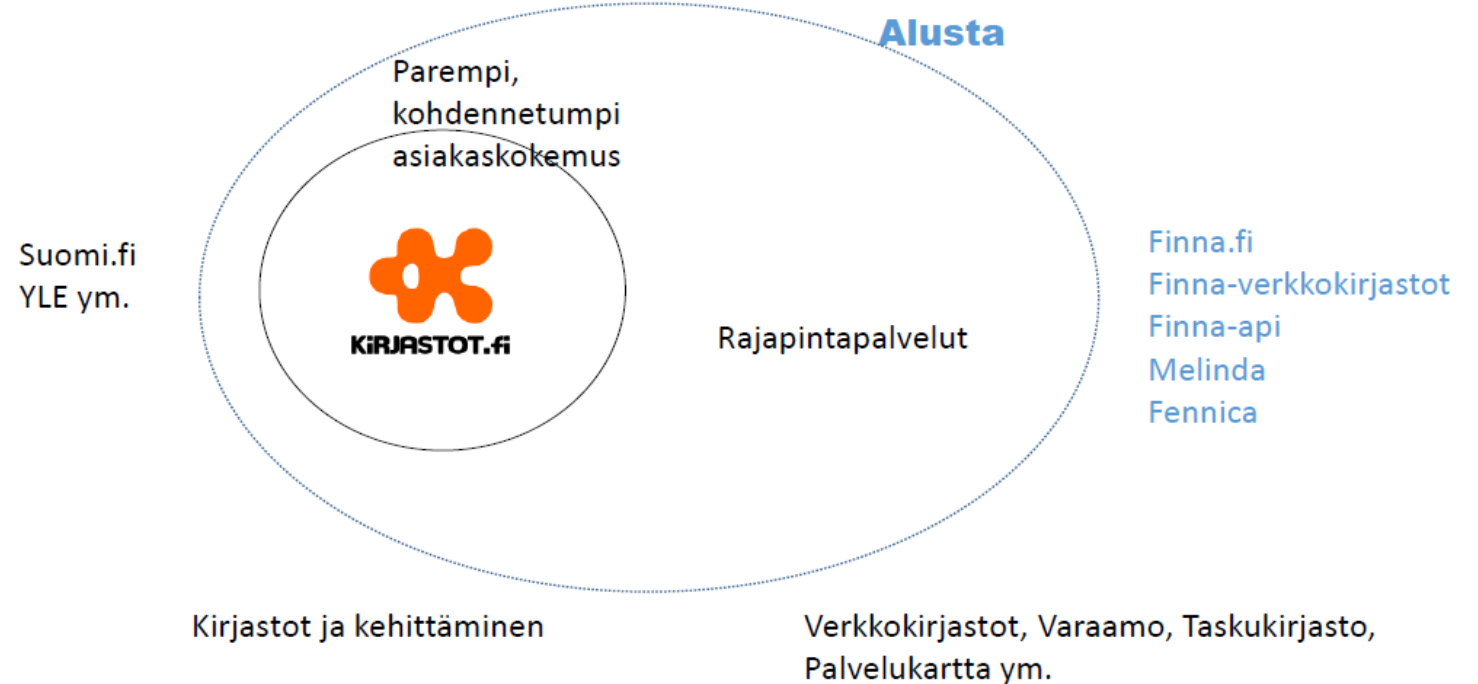 Alusta
Parempi,
kohdennetumpi
asiakaskokemus
Suomi.fi
YLE ym.
KiRJASTOT.fi
Rajapintapalvelut
Finna.fi
Finna-verkkokirjastot
Finna-api
Melinda
Fennica
Kirjastot ja kehittäminen
Verkkokirjastot, Varaamo, Taskukirjasto,
Palvelukartta ym.